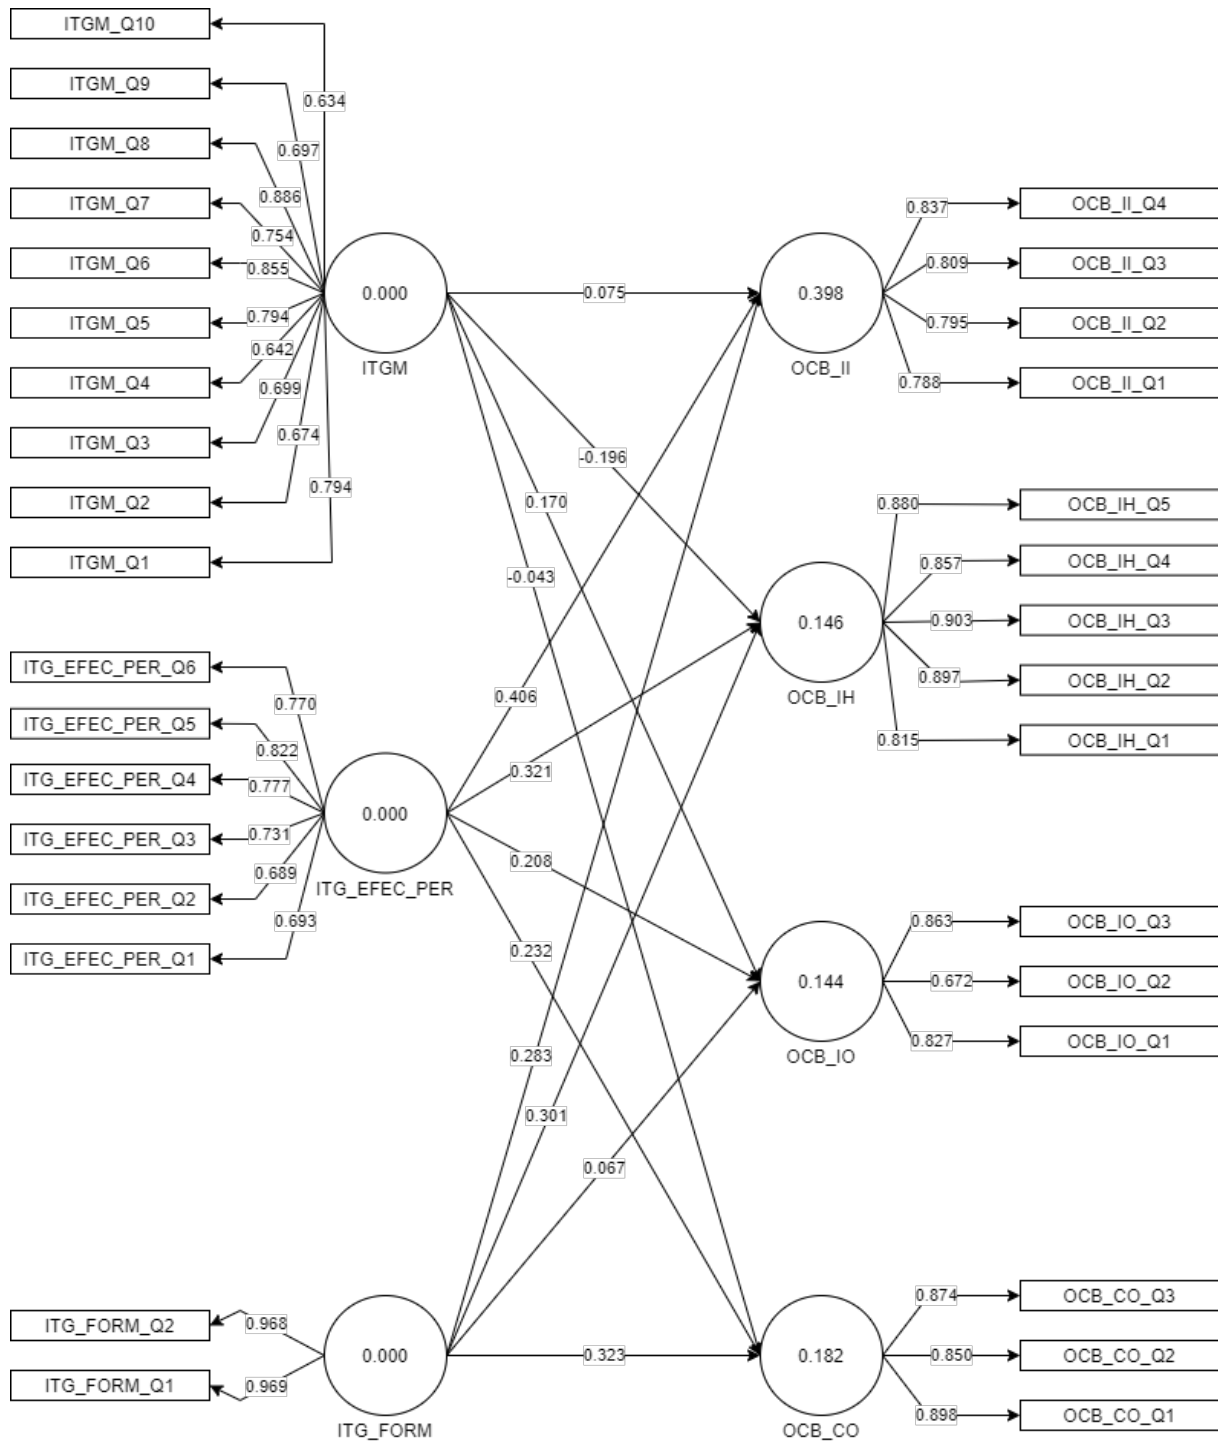 ITGM_Q10
ITGM_Q9
ITGM_Q8
ITGM_Q7
ITGM_Q6
ITGM_Q5
ITGM_Q4
ITGM_Q3
ITGM_Q2
ITGM_Q1
0.634
0.697
0.886
0.754
0.855
0.794
0.642
0.699
0.674
0.794
0.000
ITGM
ITG_EFEC_PER_Q6
ITG_EFEC_PER_Q5
ITG_EFEC_PER_Q4
ITG_EFEC_PER_Q3
ITG_EFEC_PER_Q2
ITG_EFEC_PER_Q1
0.770
0.822
0.777
0.731
0.689
0.693
0.000
ITG_EFEC_PER
ITG_FORM_Q2
ITG_FORM_Q1
0.968
0.969
0.000
ITG_FORM
0.075
-0.196
0.170
-0.043
0.406
0.321
0.208
0.232
0.283
0.301
0.067
0.323
0.398
OCB_II
0.837
0.809
0.795
0.788
OCB_II_Q4
OCB_II_Q3
OCB_II_Q2
OCB_II_Q1
0.146
OCB_IH
0.880
0.857
0.903
0.897
0.815
OCB_IH_Q5
OCB_IH_Q4
OCB_IH_Q3
OCB_IH_Q2
OCB_IH_Q1
0.144
OCB_IO
0.863
0.672
0.827
OCB_IO_Q3
OCB_IO_Q2
OCB_IO_Q1
0.182
OCB_CO
0.874
0.850
0.898
OCB_CO_Q3
OCB_CO_Q2
OCB_CO_Q1